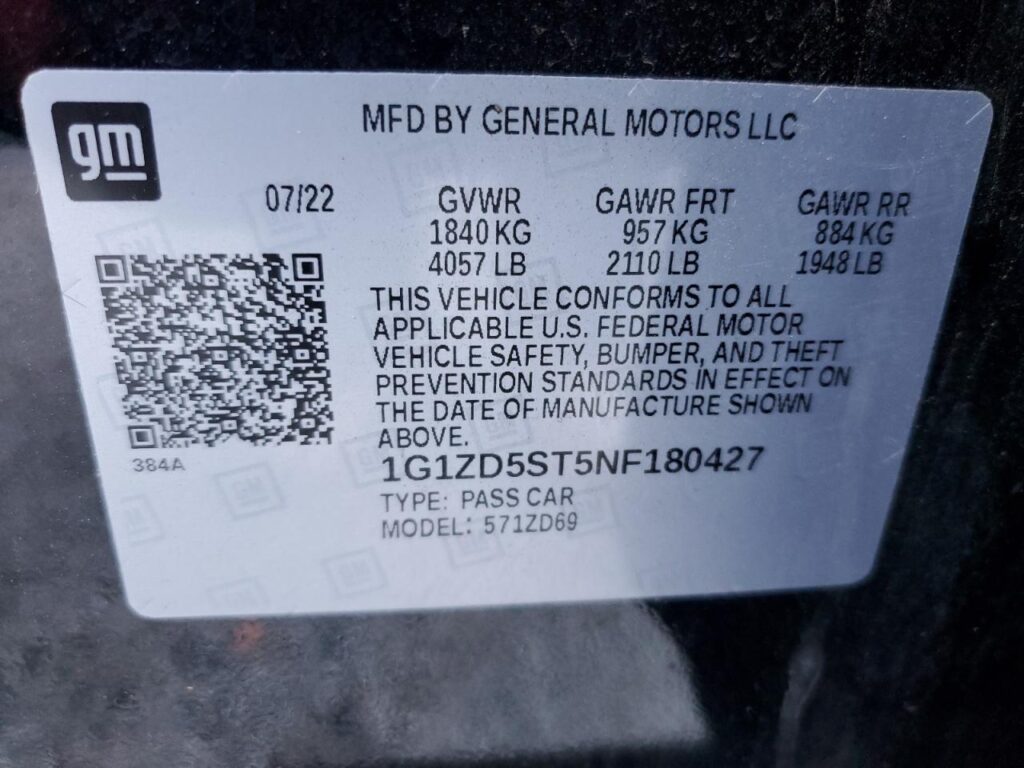 gm
MFD BY GENERAL MOTORS LLC
07/22 GVWR GAWR FRT GAWR RR
1840 KG 957 KG 884 KG
4057 LB 2110 LB 1948 LB
THIS VEHICLE CONFORMS TO ALL
APPLICABLE U.S. FEDERAL MOTOR
VEHICLE SAFETY, BUMPER, AND THEFT
PREVENTION STANDARDS IN EFFECT ON
THE DATE OF MANUFACTURE SHOWN
ABOVE.
384A
1G1ZD5ST5NF180427
TYPE: PASS CAR
MODEL: 571ZD69